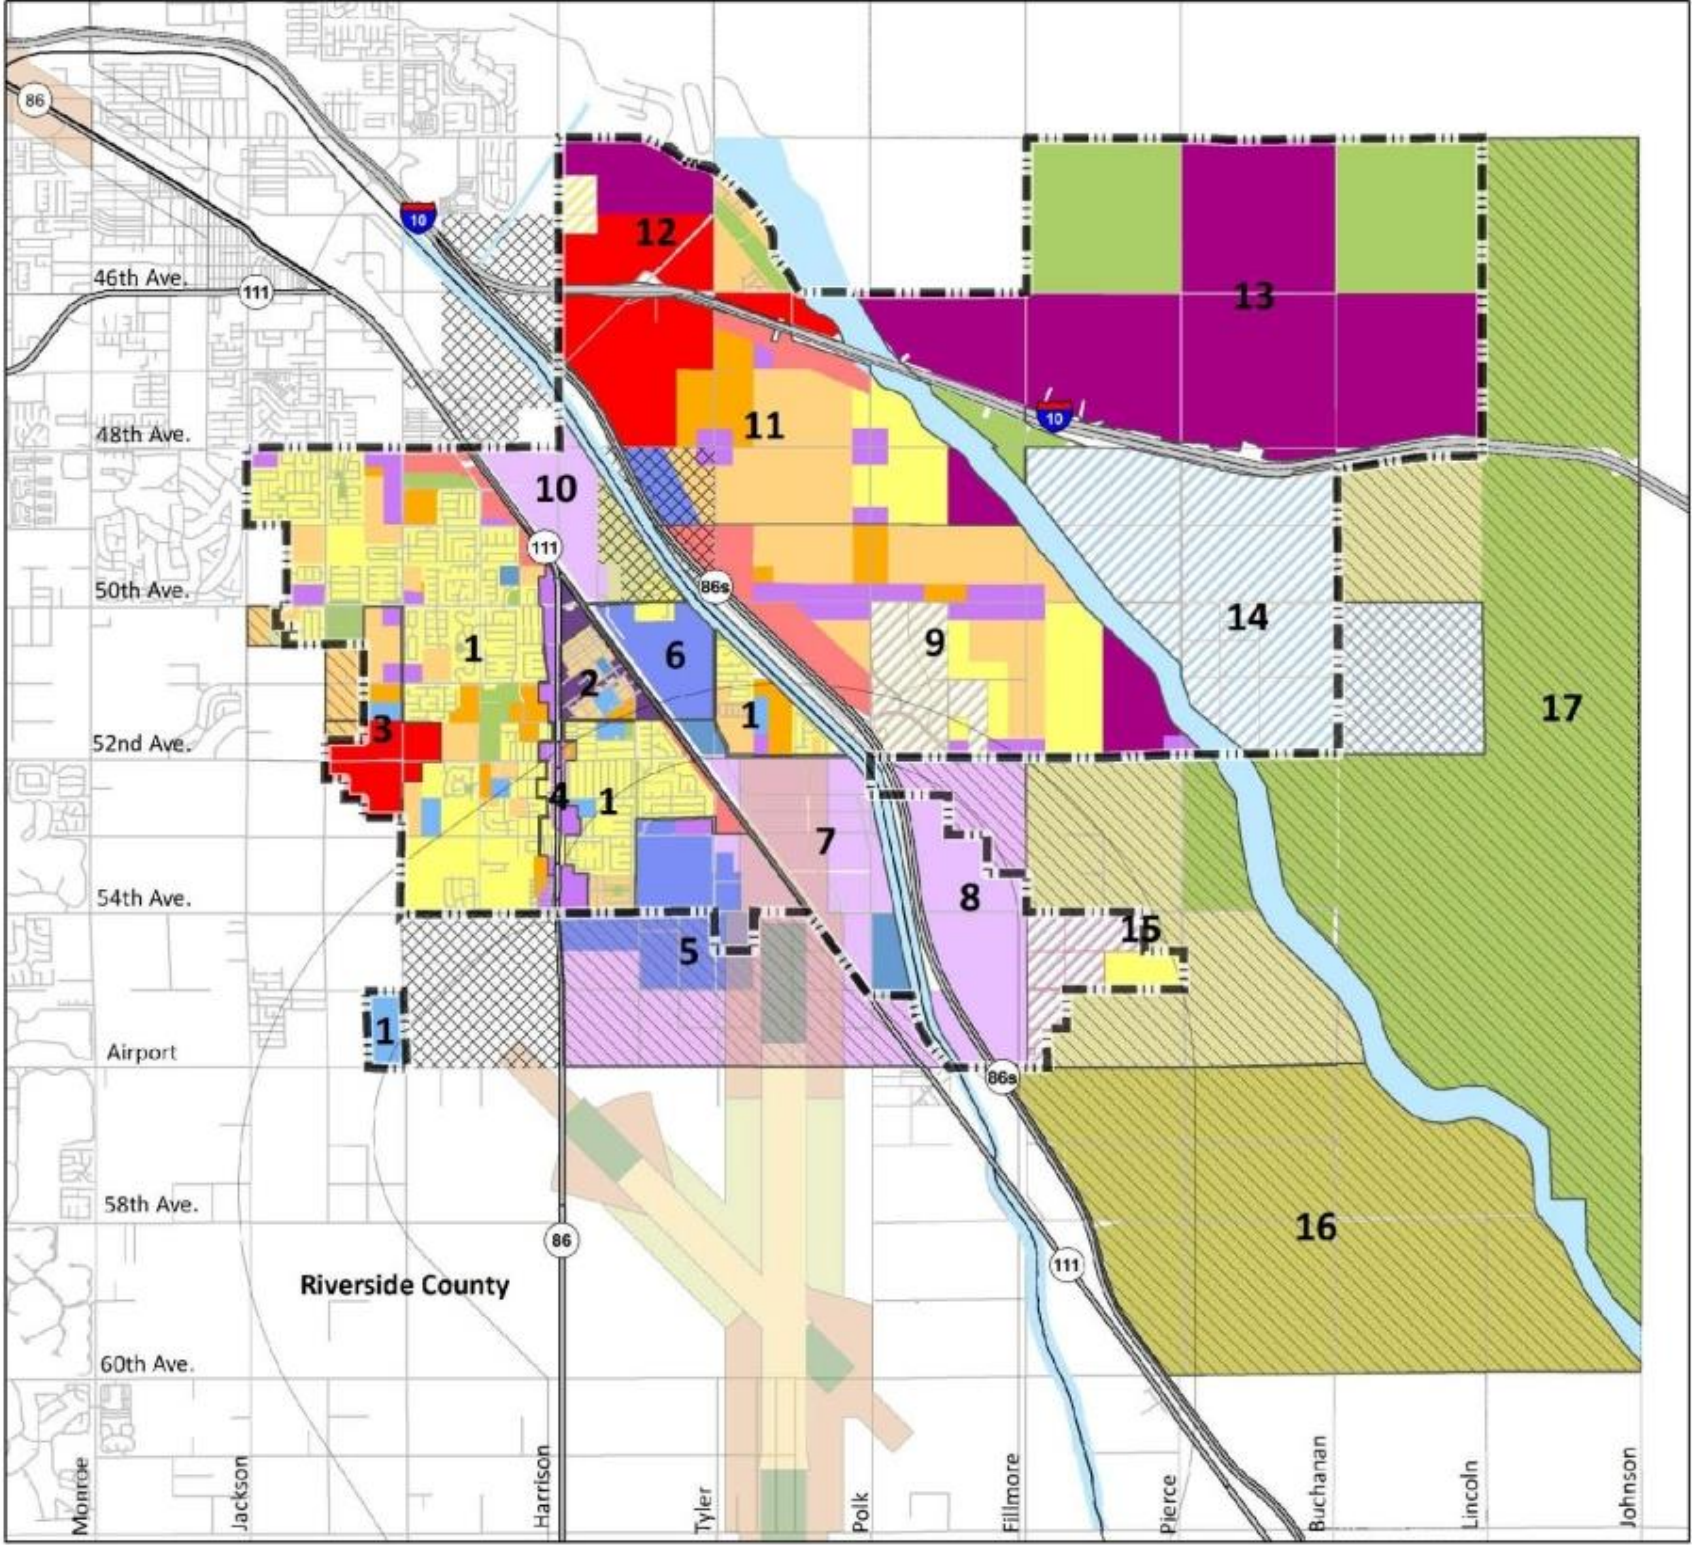 86
10
12
46th Ave.
111
13
10
11
48th Ave.
10
111
50th Ave.
86s
14
1
6
9
2
17
3
1
52nd Ave.
4
1
7
8
54th Ave.
15
5
1
Airport
86s
58th Ave.
16
86
111
Riverside County
60th Ave.
Monroe
Jackson
Harrison
Tyler
Polk
Fillmore
Pierce
Buchanan
Lincoln
Johnson